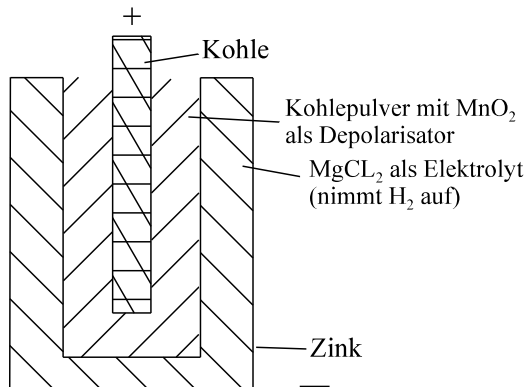 +
Kohle
Kohlepulver mit MnO₂
als Depolarisator
MgCL₂ als Elektrolyt
(nimmt H₂ auf)
Zink
—